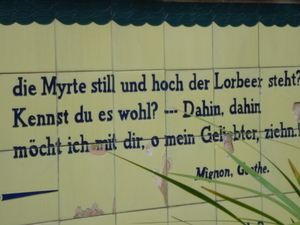 die Myrte still und hoch der Lorbeer steht?
Kennst du es wohl? --- Dahin, dahin
möcht ich mit dir, o mein Geliebter, ziehn.!
Mignon, Goethe.